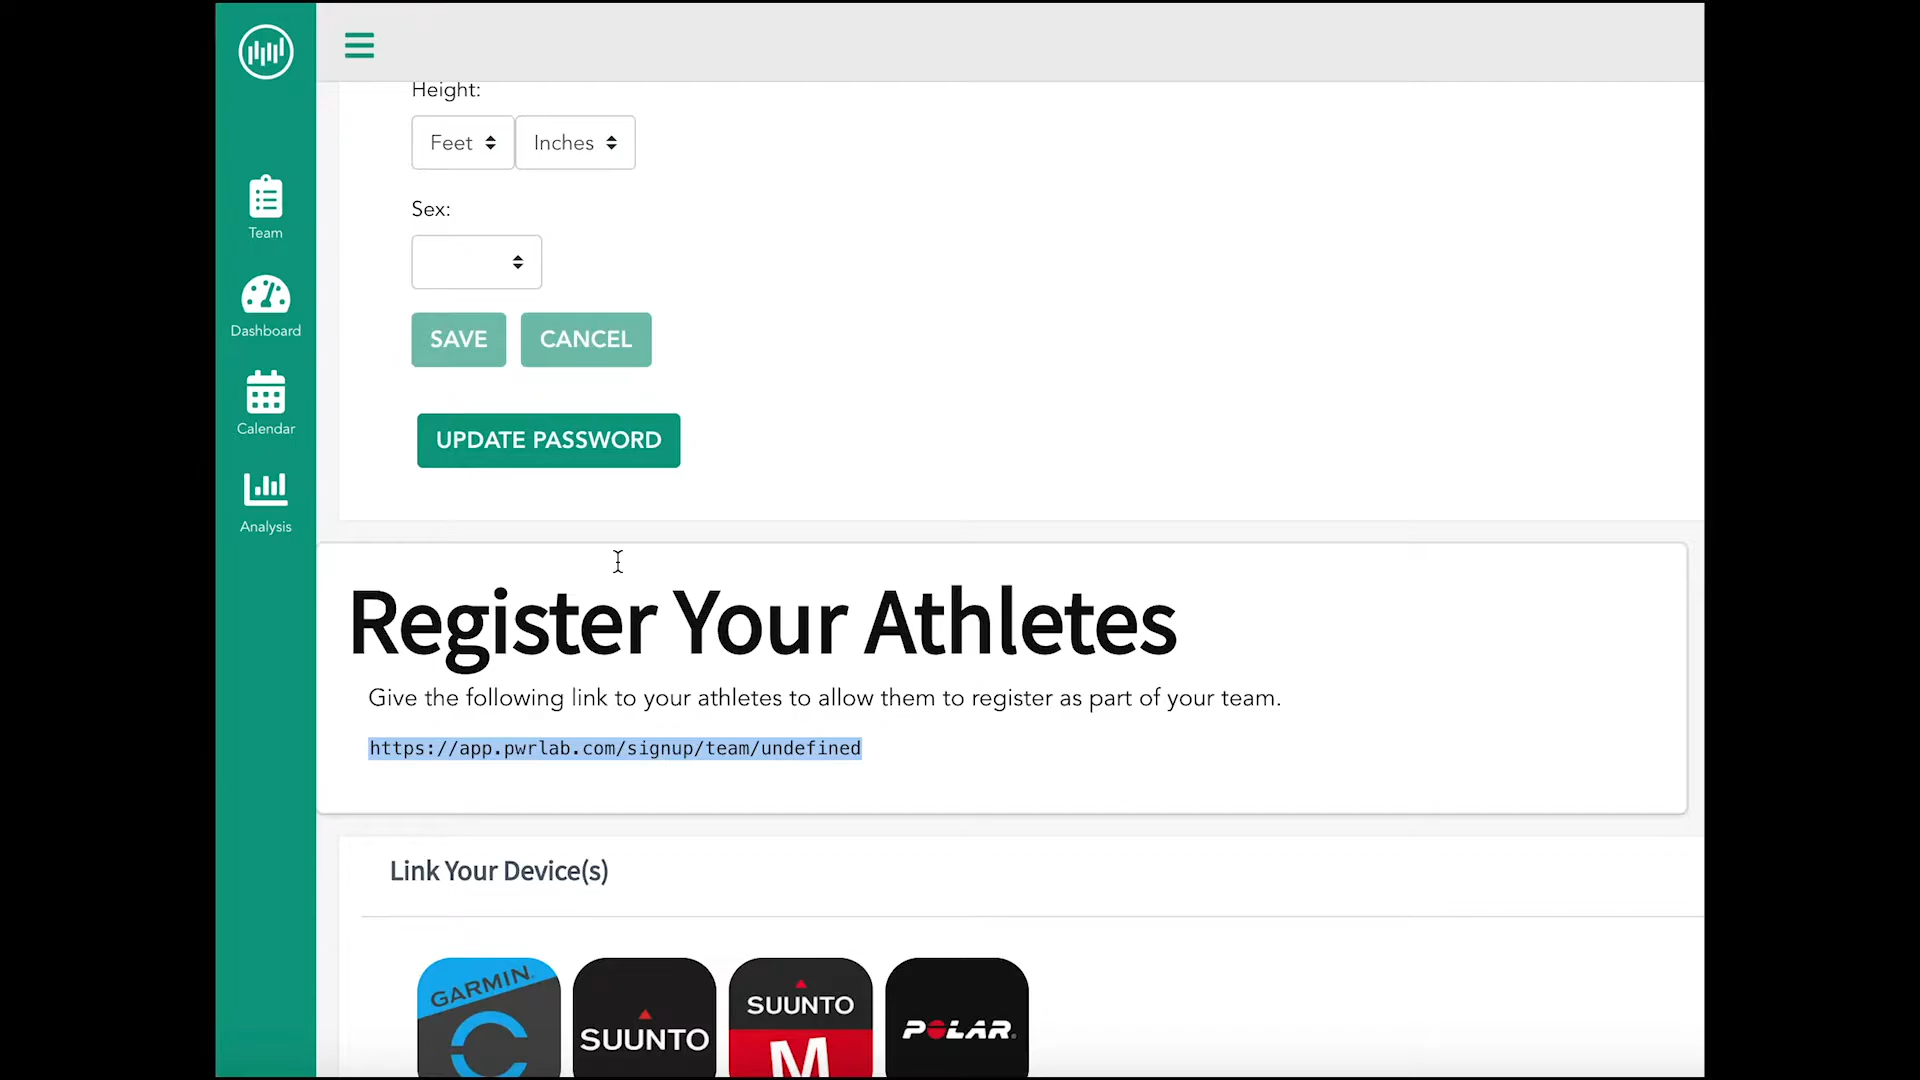 Height:
Feet Inches
Sex:
SAVE CANCEL
UPDATE PASSWORD
Team
Dashboard
Calendar
Analysis
Register Your Athletes
Give the following link to your athletes to allow them to register as part of your team.
https://app.pwrlab.com/signup/team/undefined
Link Your Device(s)
GARMIN
SUUNTO
SUUNTO
M
POLAR